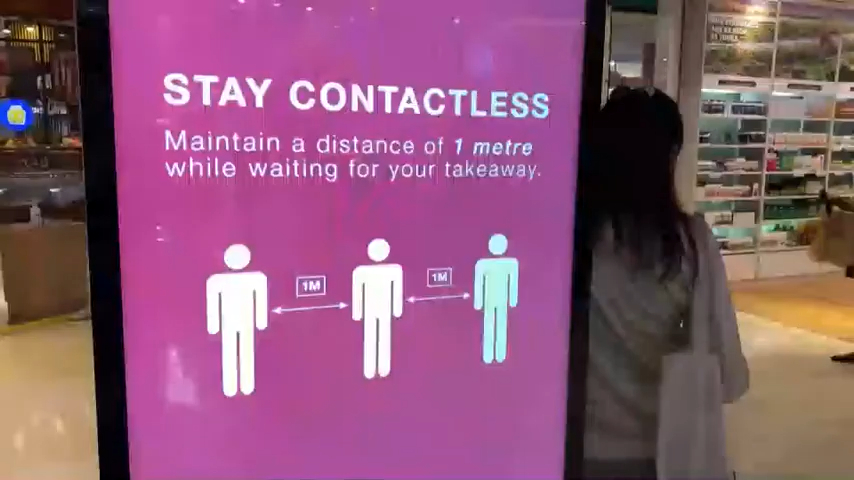 STAY CONTACTLESS
Maintain a distance of 1 metre
while waiting for your takeaway.
1M
1M